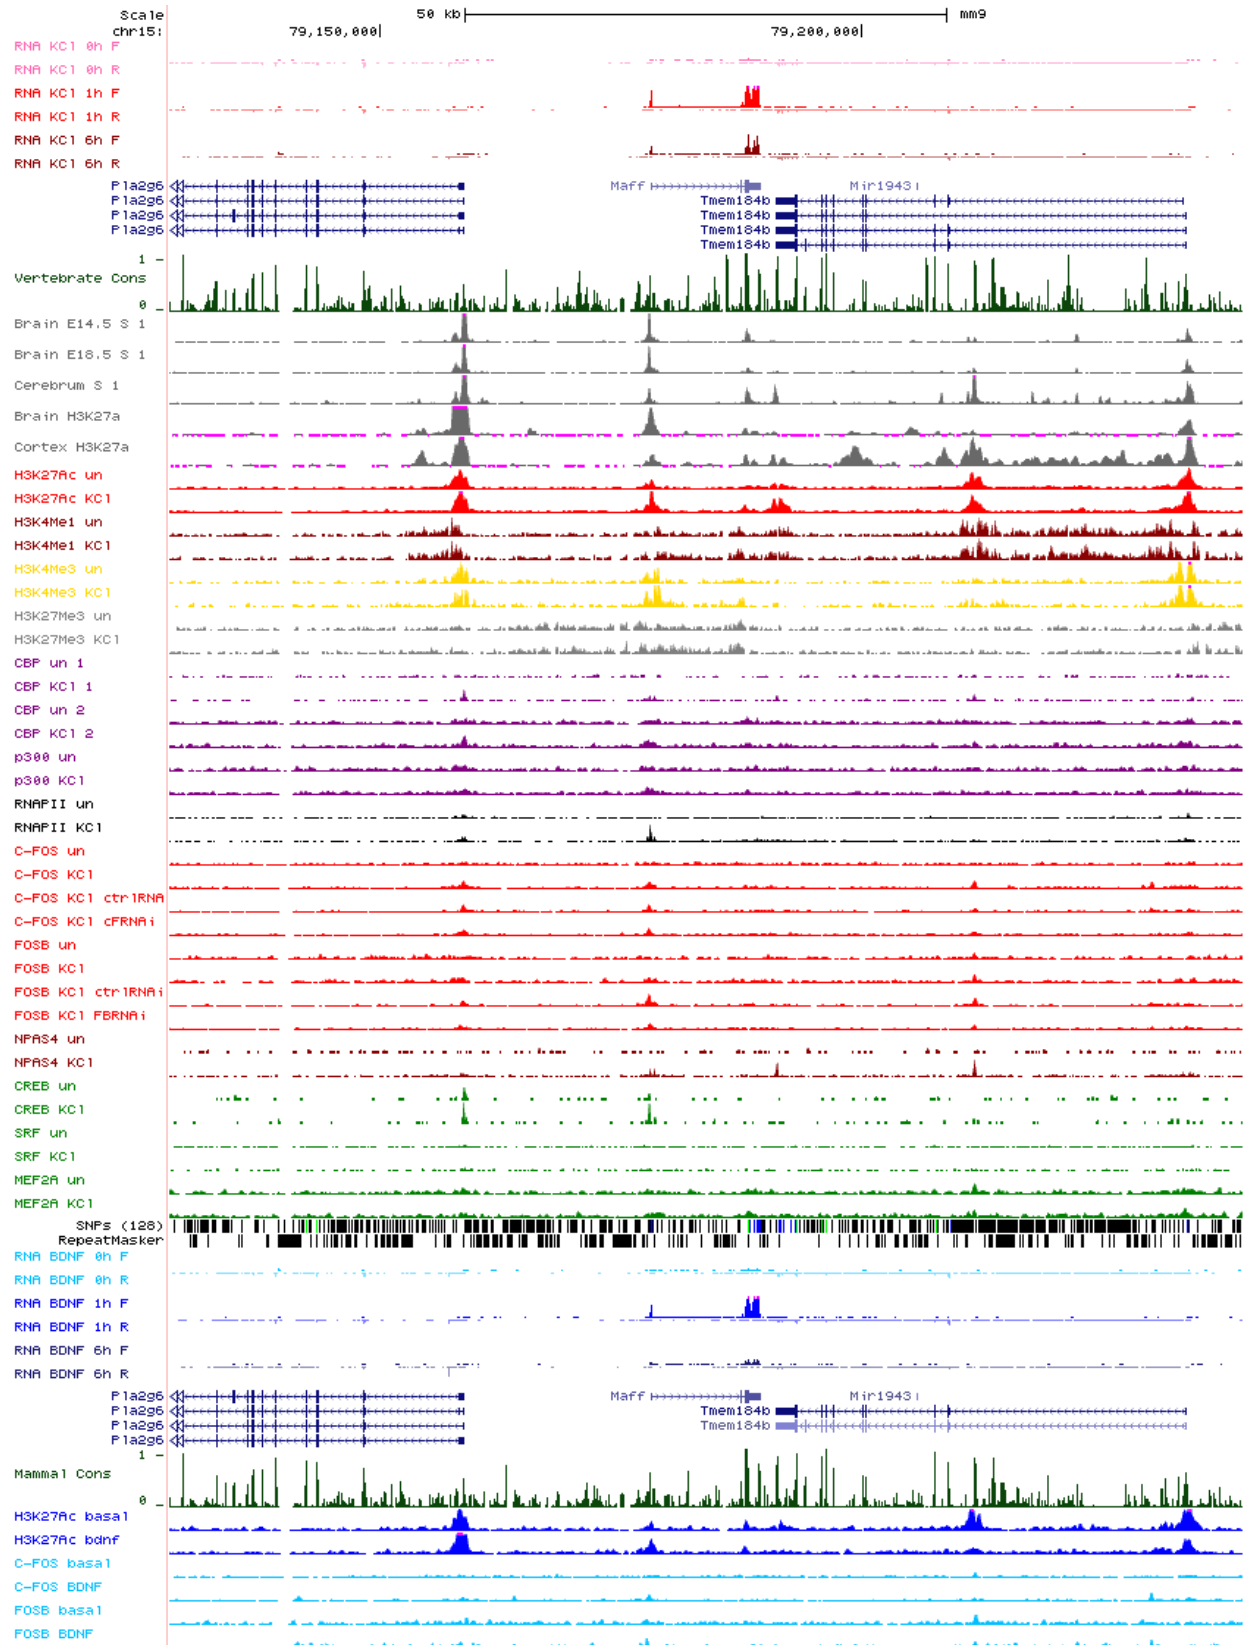 Scale 50 kb mm9
chr15: 79,150,000 79,200,000
RNA KCl 0h F
RNA KCl 0h R
RNA KCl 1h F
RNA KCl 1h R
RNA KCl 6h F
RNA KCl 6h R
Pla2g6 Maff Mir1943
Pla2g6 Tmem184b
Pla2g6 Tmem184b
Pla2g6 Tmem184b
Tmem184b
1
Vertebrate Cons
0
Brain E14.5 S 1
Brain E18.5 S 1
Cerebrum S 1
Brain H3K27a
Cortex H3K27a
H3K27Ac un
H3K27Ac KCl
H3K4Me1 un
H3K4Me1 KCl
H3K4Me3 un
H3K4Me3 KCl
H3K27Me3 un
H3K27Me3 KCl
CBP un 1
CBP KCl 1
CBP un 2
CBP KCl 2
p300 un
p300 KCl
RNAPII un
RNAPII KCl
C-FOS un
C-FOS KCl
C-FOS KCl ctrlRNA
C-FOS KCl cFRNAi
FOSB un
FOSB KCl
FOSB KCl ctrlRNAi
FOSB KCl FBRNAi
NPAS4 un
NPAS4 KCl
CREB un
CREB KCl
SRF un
SRF KCl
MEF2A un
MEF2A KCl
SNPs (128)
RepeatMasker
RNA BDNF 0h F
RNA BDNF 0h R
RNA BDNF 1h F
RNA BDNF 1h R
RNA BDNF 6h F
RNA BDNF 6h R
Pla2g6 Maff Mir1943
Pla2g6 Tmem184b
Pla2g6 Tmem184b
Pla2g6
1
Mammal Cons
0
H3K27Ac basal
H3K27Ac bdnf
C-FOS basal
C-FOS BDNF
FOSB basal
FOSB BDNF